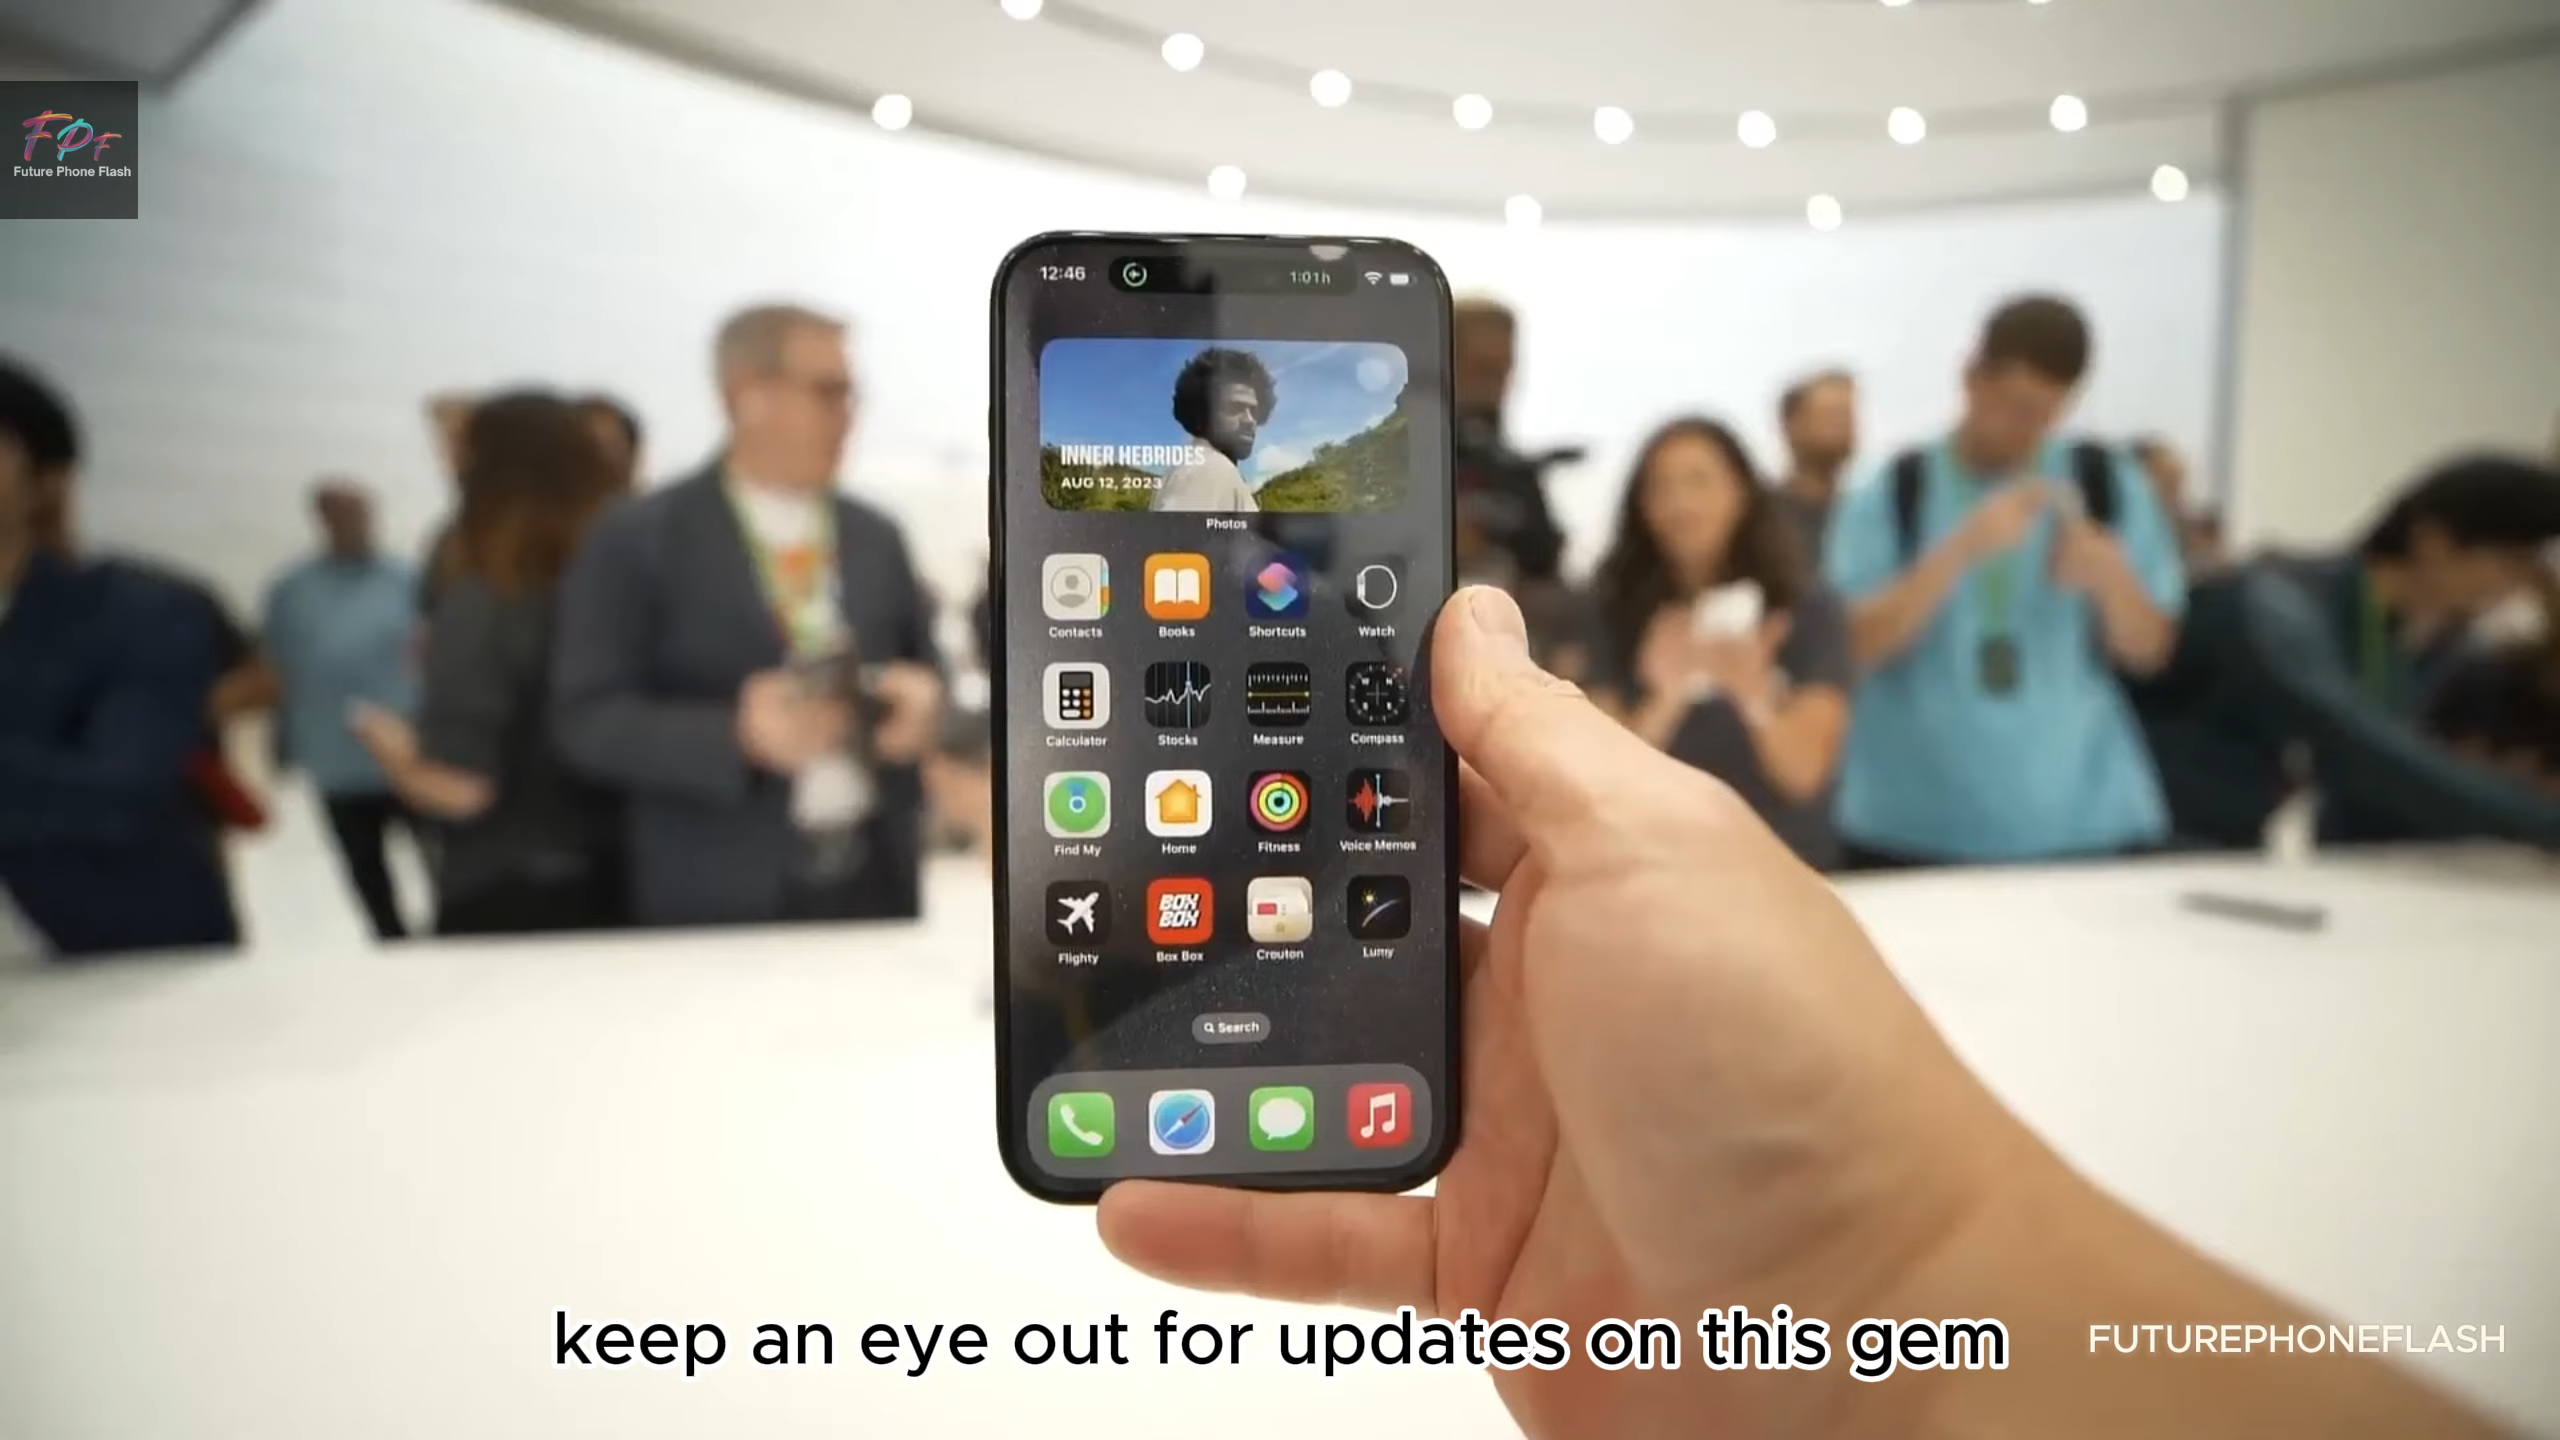 FPF
Future Phone Flash
12:46
1:01h
INNER HEBRIDES
AUG 12, 2023
Photos
Contacts Books Shortcuts Watch
Calculator Stocks Measure Compass
Find My Home Fitness Voice Memos
BOX
BOX
Flighty Box Box Crouton Lumy
Search
keep an eye out for updates on this gem
FUTUREPHONEFLASH